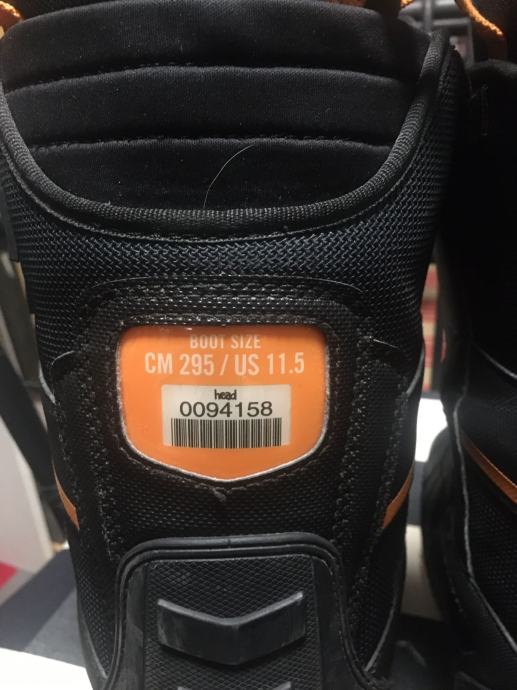 BOOT SIZE
CM 295 / US 11.5
head
0094158